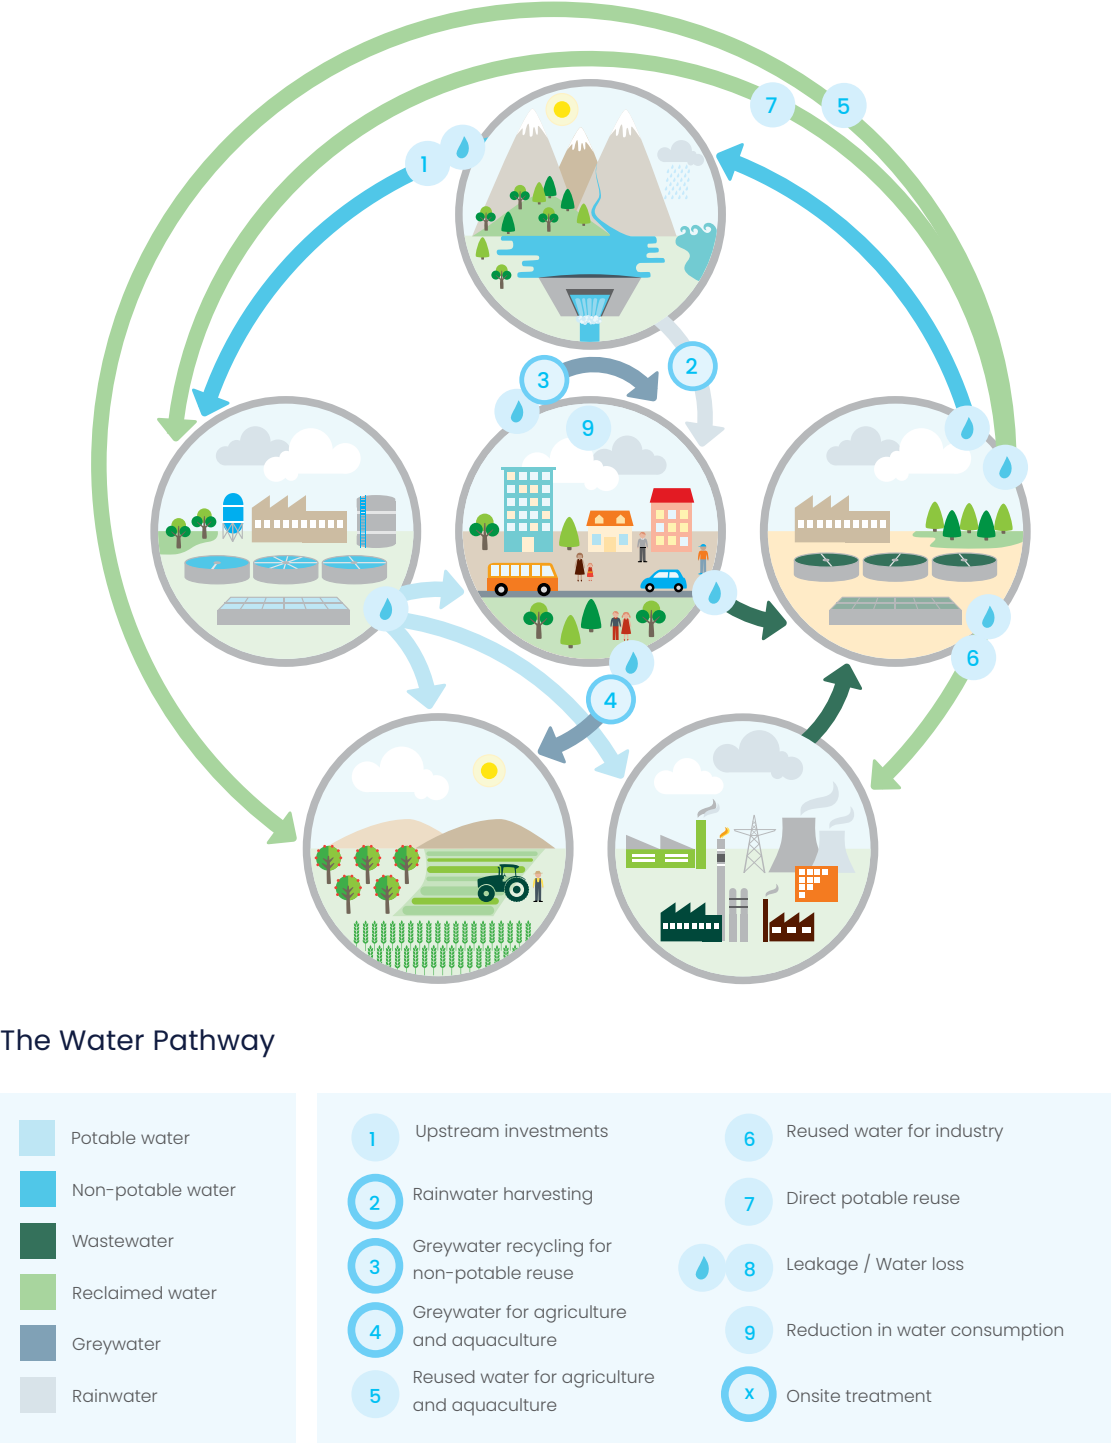 7
5
1
3
2
9
4
6
The Water Pathway
Potable water
Non-potable water
Wastewater
Reclaimed water
Greywater
Rainwater
1 Upstream investments
2 Rainwater harvesting
3 Greywater recycling for
non-potable reuse
4 Greywater for agriculture
and aquaculture
5 Reused water for agriculture
and aquaculture
6 Reused water for industry
7 Direct potable reuse
8 Leakage / Water loss
9 Reduction in water consumption
x Onsite treatment